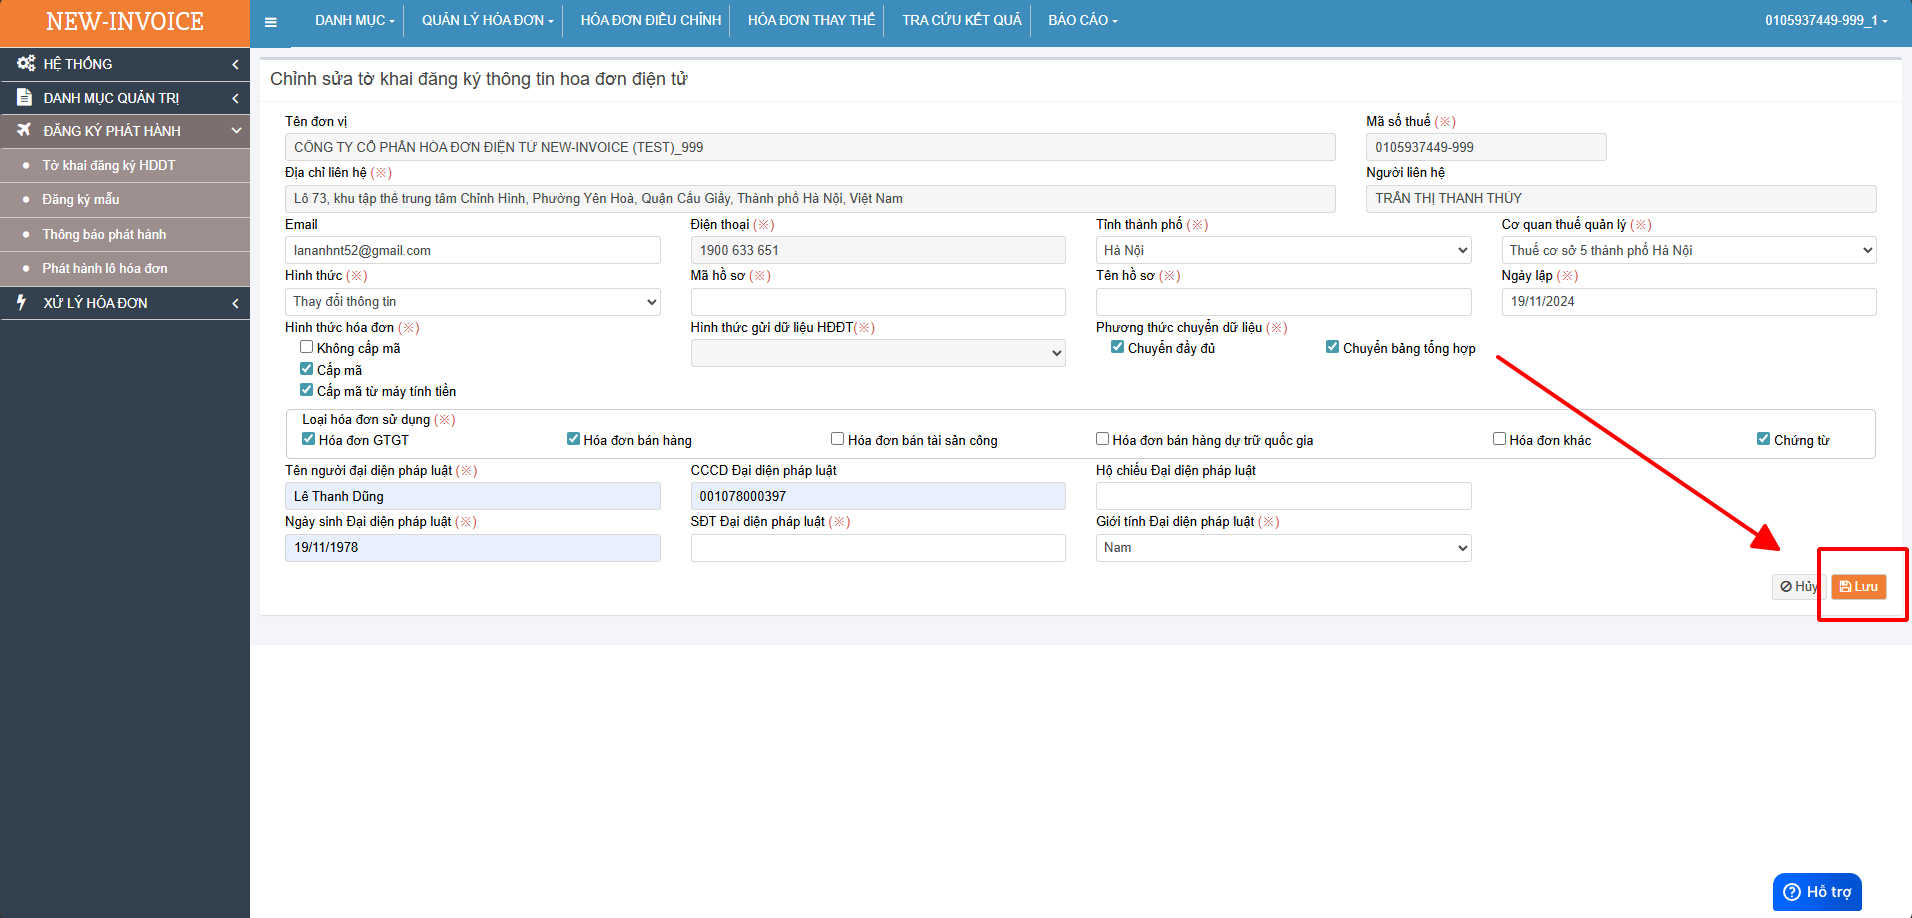 NEW-INVOICE
DANH MỤC
QUẢN LÝ HÓA ĐƠN
HÓA ĐƠN ĐIỀU CHỈNH
HÓA ĐƠN THAY THẾ
TRA CỨU KẾT QUẢ
BÁO CÁO
0105937449-999_1
HỆ THỐNG
DANH MỤC QUẢN TRỊ
ĐĂNG KÝ PHÁT HÀNH
Tờ khai đăng ký HDDT
Đăng ký mẫu
Thông báo phát hành
Phát hành lô hóa đơn
XỬ LÝ HÓA ĐƠN
Chỉnh sửa tờ khai đăng ký thông tin hoa đơn điện tử
Tên đơn vị
Mã số thuế (※)
CÔNG TY CỔ PHẦN HÓA ĐƠN ĐIỆN TỬ NEW-INVOICE (TEST)_999
0105937449-999
Địa chỉ liên hệ (※)
Người liên hệ
Lô 73, khu tập thể trung tâm Chỉnh Hình, Phường Yên Hoà, Quận Cầu Giấy, Thành phố Hà Nội, Việt Nam
TRẦN THỊ THANH THỦY
Email
Điện thoại (※)
Tỉnh thành phố (※)
Cơ quan thuế quản lý (※)
lananhnt52@gmail.com
1900 633 651
Hà Nội
Thuế cơ sở 5 thành phố Hà Nội
Hình thức (※)
Mã hồ sơ (※)
Tên hồ sơ (※)
Ngày lập (※)
Thay đổi thông tin
19/11/2024
Hình thức hóa đơn (※)
Hình thức gửi dữ liệu HĐĐT(※)
Phương thức chuyển dữ liệu (※)
Không cấp mã
Chuyển đầy đủ
Chuyển bảng tổng hợp
Cấp mã
Cấp mã từ máy tính tiền
Loại hóa đơn sử dụng (※)
Hóa đơn GTGT
Hóa đơn bán hàng
Hóa đơn bán tài sản công
Hóa đơn bán hàng dự trữ quốc gia
Hóa đơn khác
Chứng từ
Tên người đại diện pháp luật (※)
CCCD Đại diện pháp luật
Hộ chiếu Đại diện pháp luật
Lê Thanh Dũng
001078000397
Ngày sinh Đại diện pháp luật (※)
SĐT Đại diện pháp luật (※)
Giới tính Đại diện pháp luật (※)
19/11/1978
Nam
Hủy
Lưu
Hỗ trợ